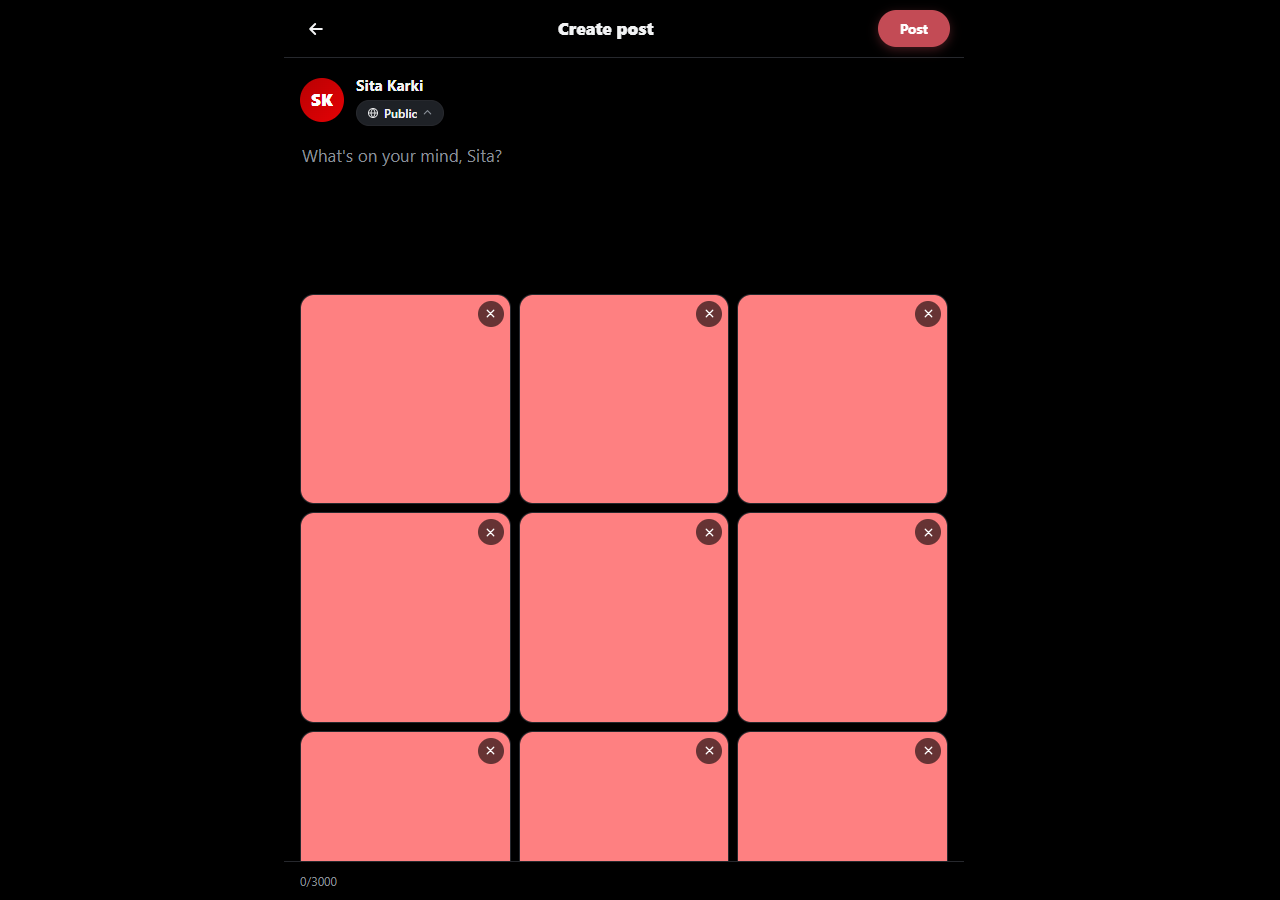 Create post
Post
SK
Sita Karki
Public
What's on your mind, Sita?
0/3000